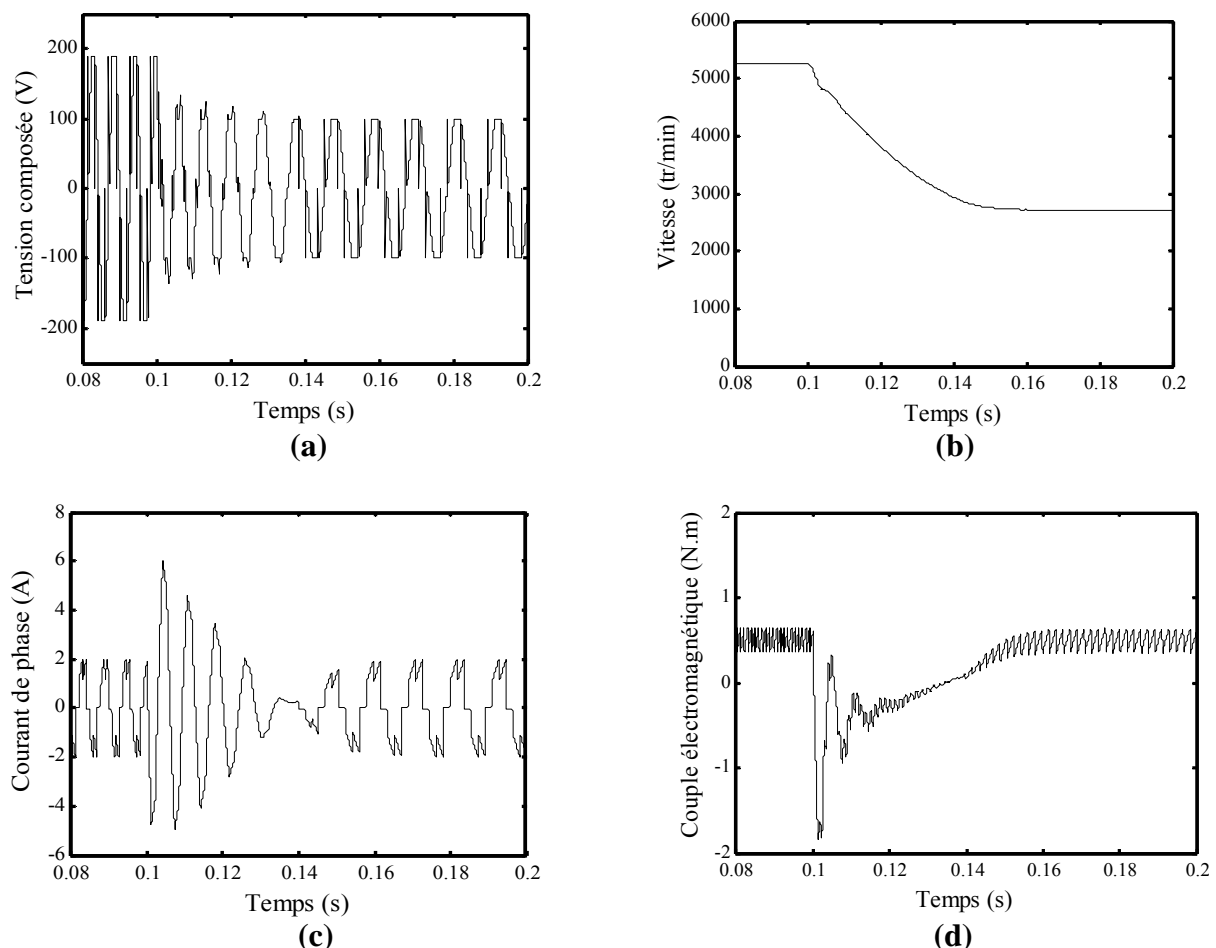 Tension composée (V)
200
100
0
-100
-200
0.08 0.1 0.12 0.14 0.16 0.18 0.2
Temps (s)
(a)
Vitesse (tr/min)
6000
5000
4000
3000
2000
1000
0
0.08 0.1 0.12 0.14 0.16 0.18 0.2
Temps (s)
(b)
Courant de phase (A)
8
6
4
2
0
-2
-4
-6
0.08 0.1 0.12 0.14 0.16 0.18 0.2
Temps (s)
(c)
Couple électromagnétique (N.m)
2
1
0
-1
-2
0.08 0.1 0.12 0.14 0.16 0.18 0.2
Temps (s)
(d)